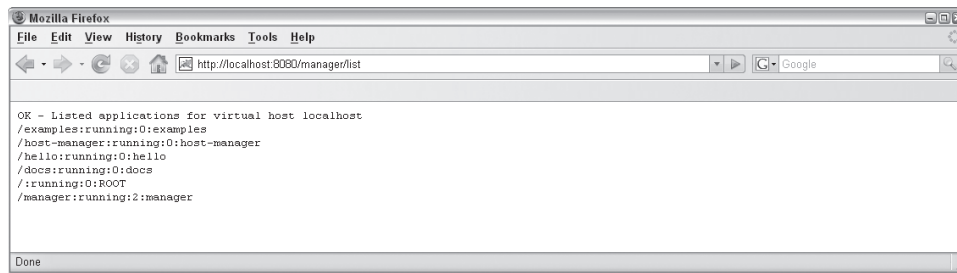 Mozilla Firefox
File Edit View History Bookmarks Tools Help
http://localhost:8080/manager/list
G Google
OK - Listed applications for virtual host localhost
/examples:running:0:examples
/host-manager:running:0:host-manager
/hello:running:0:hello
/docs:running:0:docs
/:running:0:ROOT
/manager:running:2:manager
Done